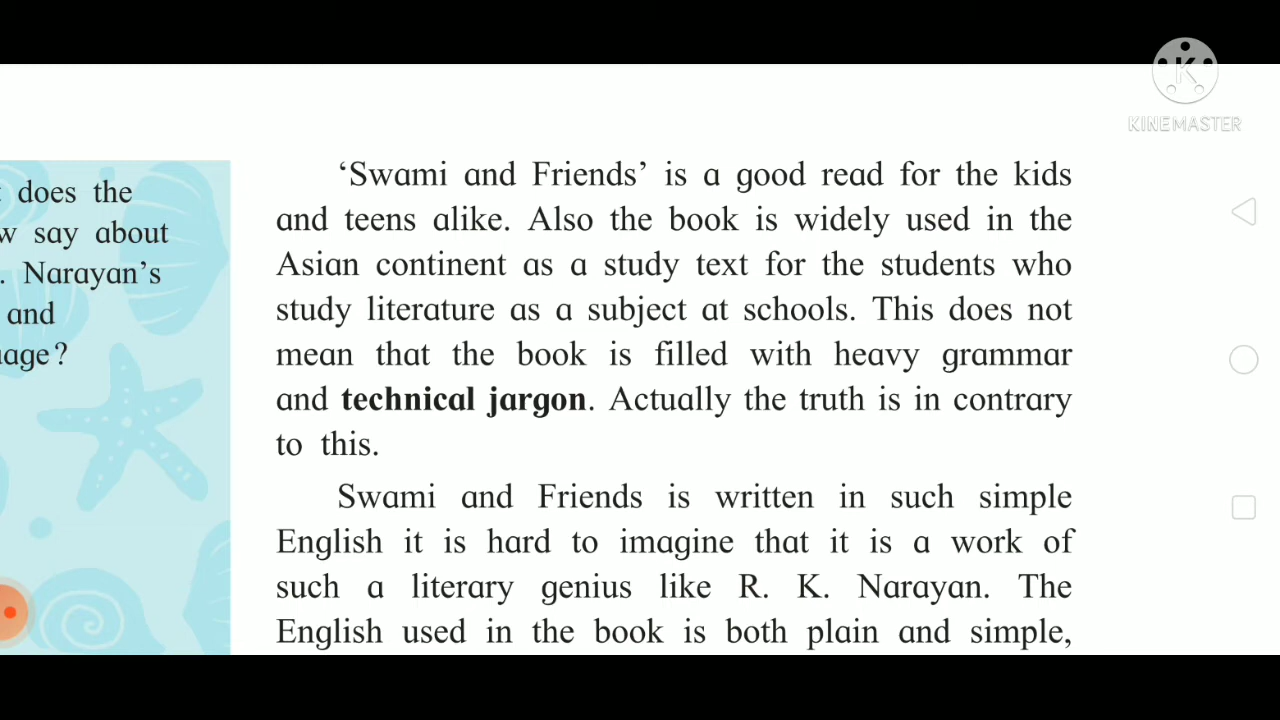 does the
say about
. Narayan's
and
?
‘Swami and Friends’ is a good read for the kids
and teens alike. Also the book is widely used in the
Asian continent as a study text for the students who
study literature as a subject at schools. This does not
mean that the book is filled with heavy grammar
and technical jargon. Actually the truth is in contrary
to this.
Swami and Friends is written in such simple
English it is hard to imagine that it is a work of
such a literary genius like R. K. Narayan. The
English used in the book is both plain and simple,
KINEMASTER